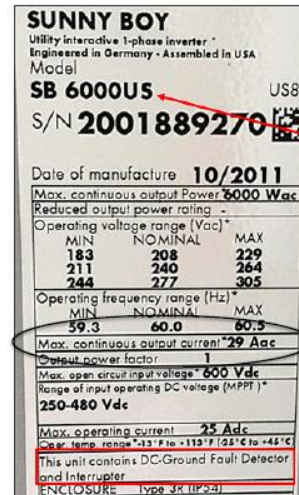 SUNNY BOY
Utility interactive 1-phase inverter *
Engineered in Germany - Assembled in USA
Model
SB 6000US US8
S/N 2001889270
Date of manufacture 10/2011
Max. continuous output Power*6000 Wac
Reduced output power rating -
Operating voltage range (Vac)*
MIN NOMINAL MAX
183 208 229
211 240 264
244 277 305
Operating frequency range (Hz)*
MIN NOMINAL MAX
59.3 60.0 60.5
Max. continuous output current*29 Aac
Output power factor 1
Max. open circuit input voltage*600 Vdc
Range of input operating DC voltage (MPPT)*
250-480 Vdc
Max. operating current 25 Adc
Oper. temp. range*-13°F to +113°F (-25°C to +45°C)
This unit contains DC-Ground Fault Detector
and Interrupter
ENCLOSURE Type 3R (IP54)